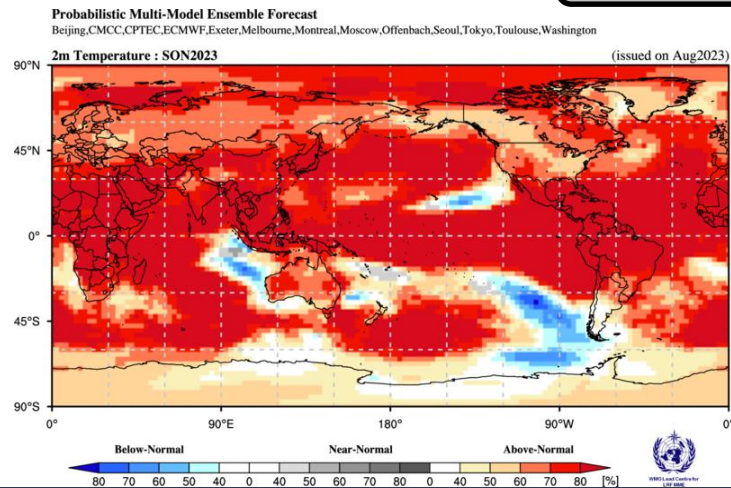 Probabilistic Multi-Model Ensemble Forecast
Beijing,CMCC,CPTEC,ECMWF,Exeter,Melbourne,Montreal,Moscow,Offenbach,Seoul,Tokyo,Toulouse,Washington
2m Temperature : SON2023 (issued on Aug2023)
90°N
45°N
0°
45°S
90°S
0° 90°E 180° 90°W 0°
Below-Normal Near-Normal Above-Normal
80 70 60 50 40 0 40 50 60 70 80 0 40 50 60 70 80 [%]
WMO Lead Centre for
LRF MME